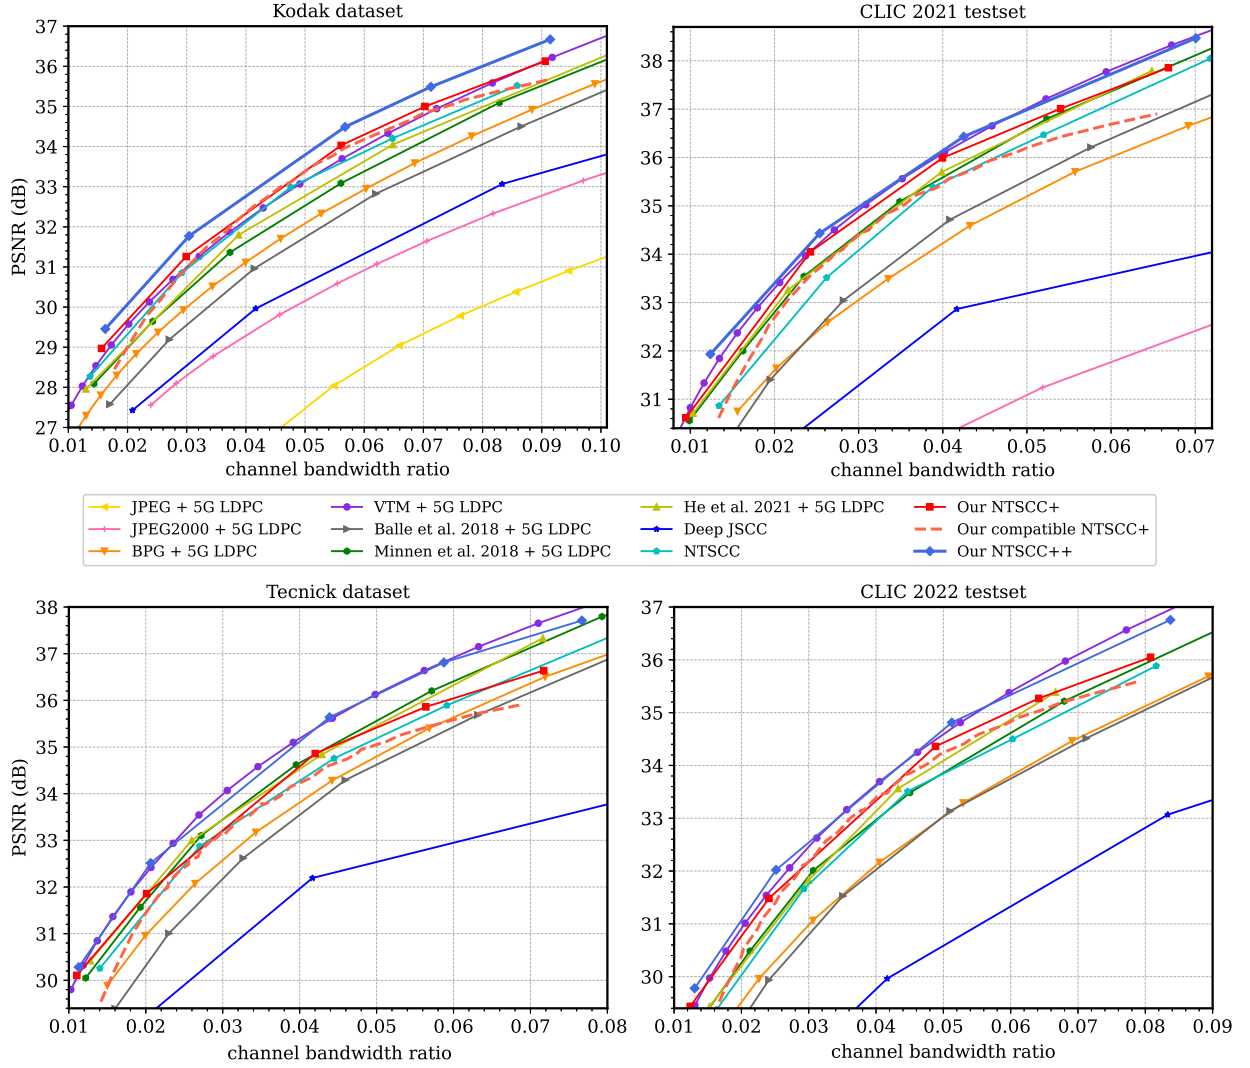 Kodak dataset
CLIC 2021 testset
PSNR (dB)
37
36
35
34
33
32
31
30
29
28
27
0.01 0.02 0.03 0.04 0.05 0.06 0.07 0.08 0.09 0.10
channel bandwidth ratio
38
37
36
35
34
33
32
31
0.01 0.02 0.03 0.04 0.05 0.06 0.07
channel bandwidth ratio
JPEG + 5G LDPC
JPEG2000 + 5G LDPC
BPG + 5G LDPC
VTM + 5G LDPC
Balle et al. 2018 + 5G LDPC
Minnen et al. 2018 + 5G LDPC
He et al. 2021 + 5G LDPC
Deep JSCC
NTSCC
Our NTSCC+
Our compatible NTSCC+
Our NTSCC++
Tecnick dataset
CLIC 2022 testset
PSNR (dB)
38
37
36
35
34
33
32
31
30
0.01 0.02 0.03 0.04 0.05 0.06 0.07 0.08
channel bandwidth ratio
37
36
35
34
33
32
31
30
0.01 0.02 0.03 0.04 0.05 0.06 0.07 0.08 0.09
channel bandwidth ratio